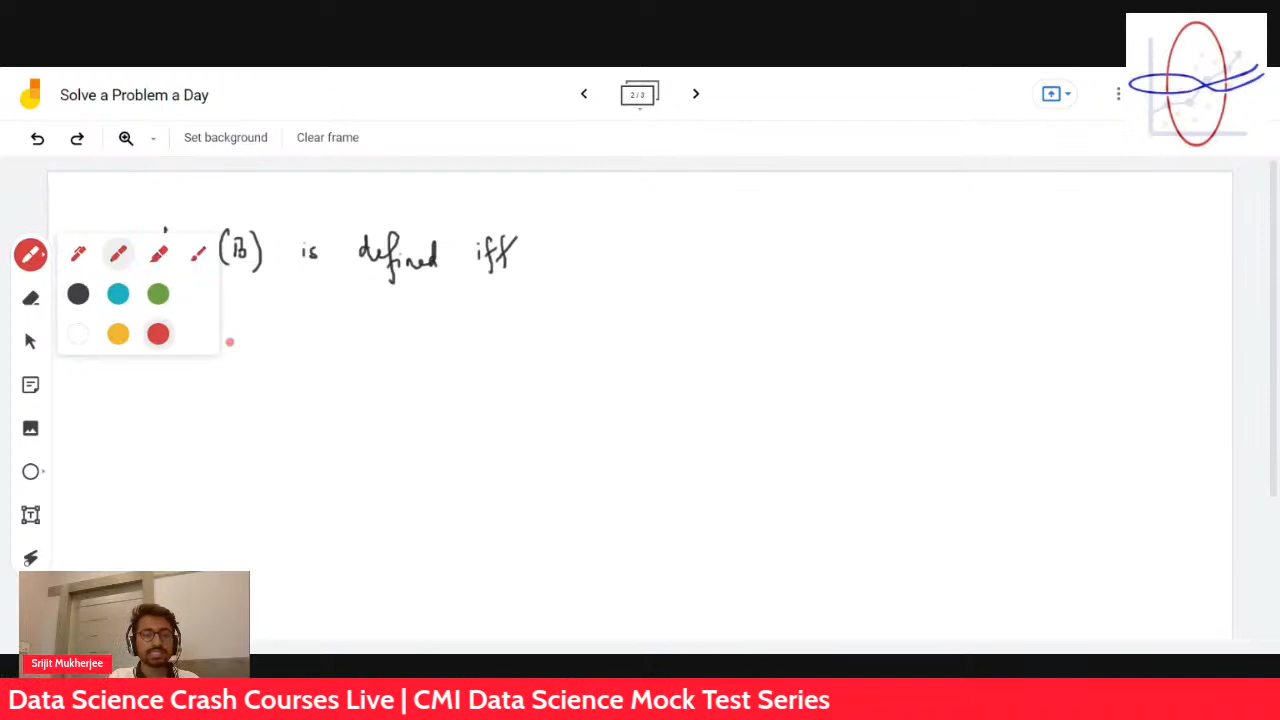 Solve a Problem a Day
2 / 3
Set background
Clear frame
(B) is defined iff
Srijit Mukherjee
Data Science Crash Courses Live | CMI Data Science Mock Test Series